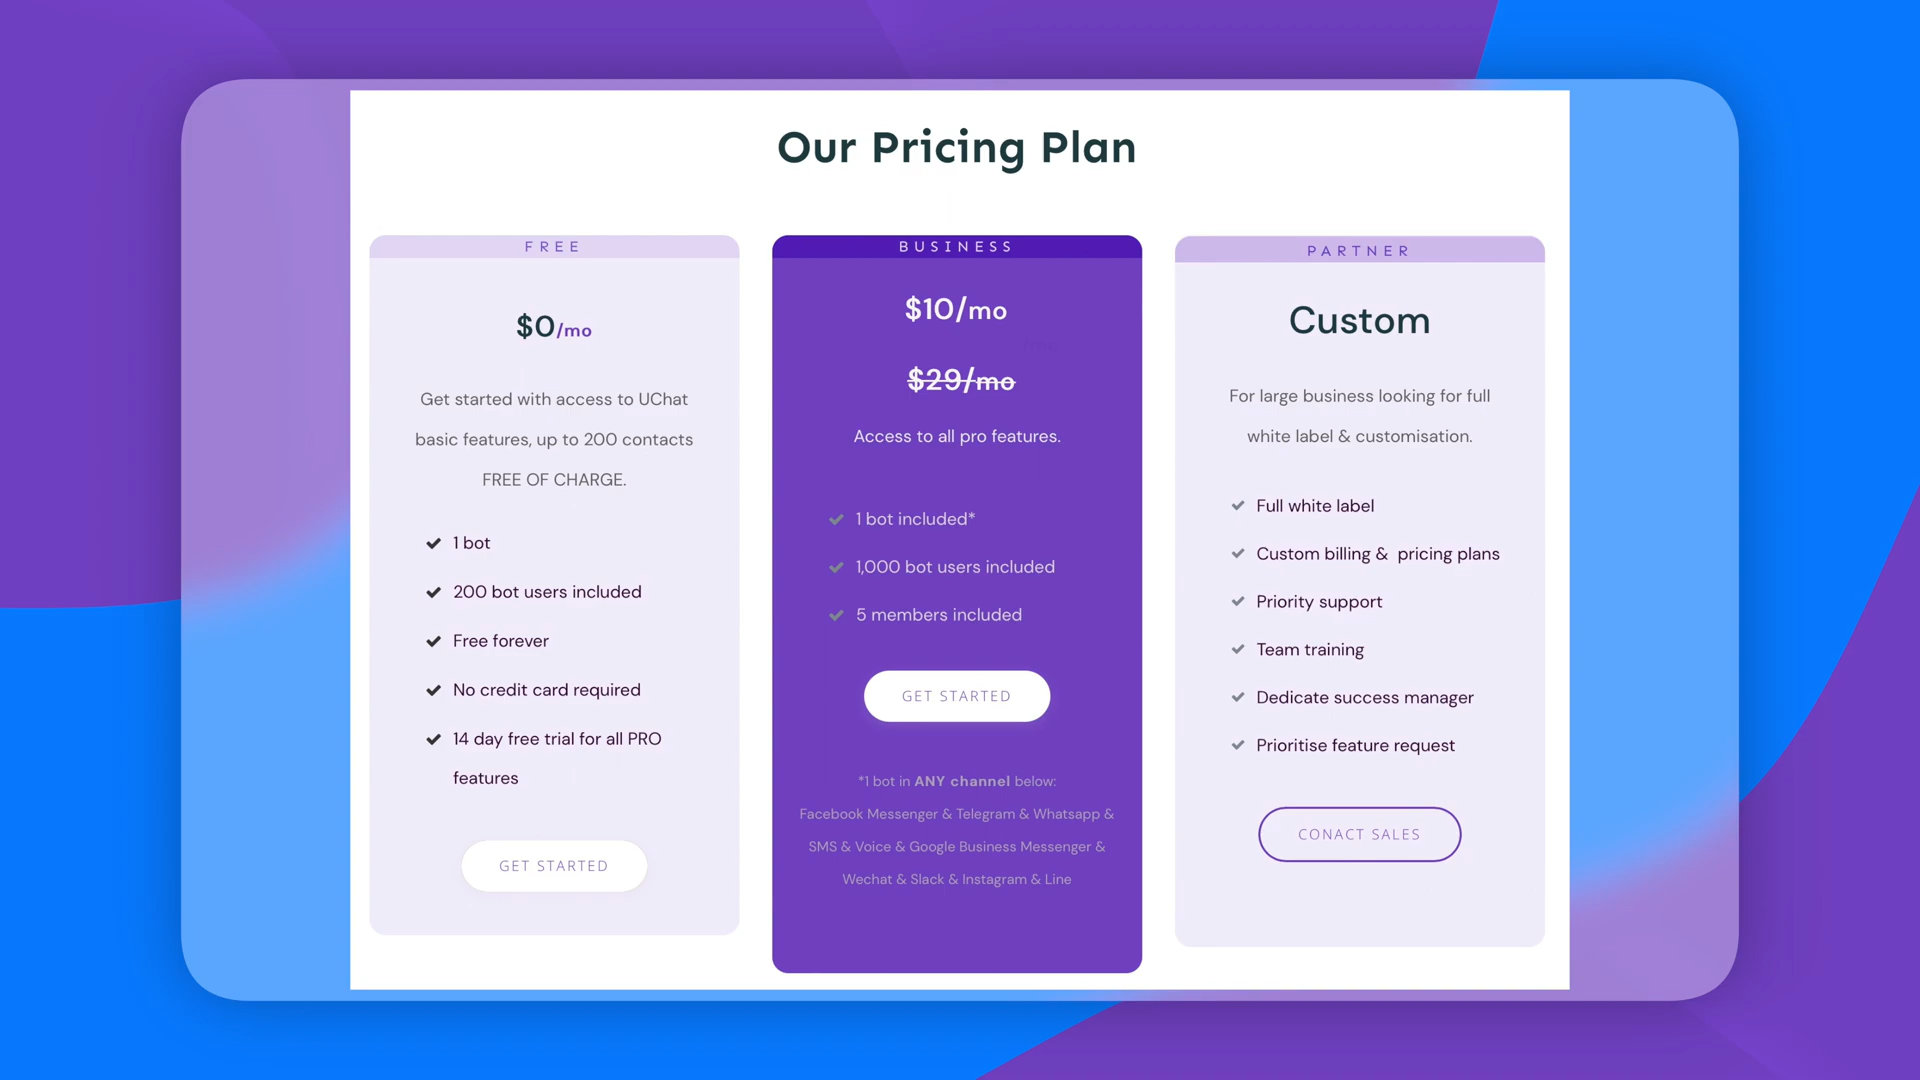 Our Pricing Plan
FREE
$0/mo
Get started with access to UChat
basic features, up to 200 contacts
FREE OF CHARGE.
1 bot
200 bot users included
Free forever
No credit card required
14 day free trial for all PRO
features
GET STARTED
BUSINESS
$10/mo
$29/mo
Access to all pro features.
1 bot included*
1,000 bot users included
5 members included
GET STARTED
*1 bot in ANY channel below:
Facebook Messenger & Telegram & Whatsapp &
SMS & Voice & Google Business Messenger &
Wechat & Slack & Instagram & Line
PARTNER
Custom
For large business looking for full
white label & customisation.
Full white label
Custom billing &  pricing plans
Priority support
Team training
Dedicate success manager
Prioritise feature request
CONACT SALES